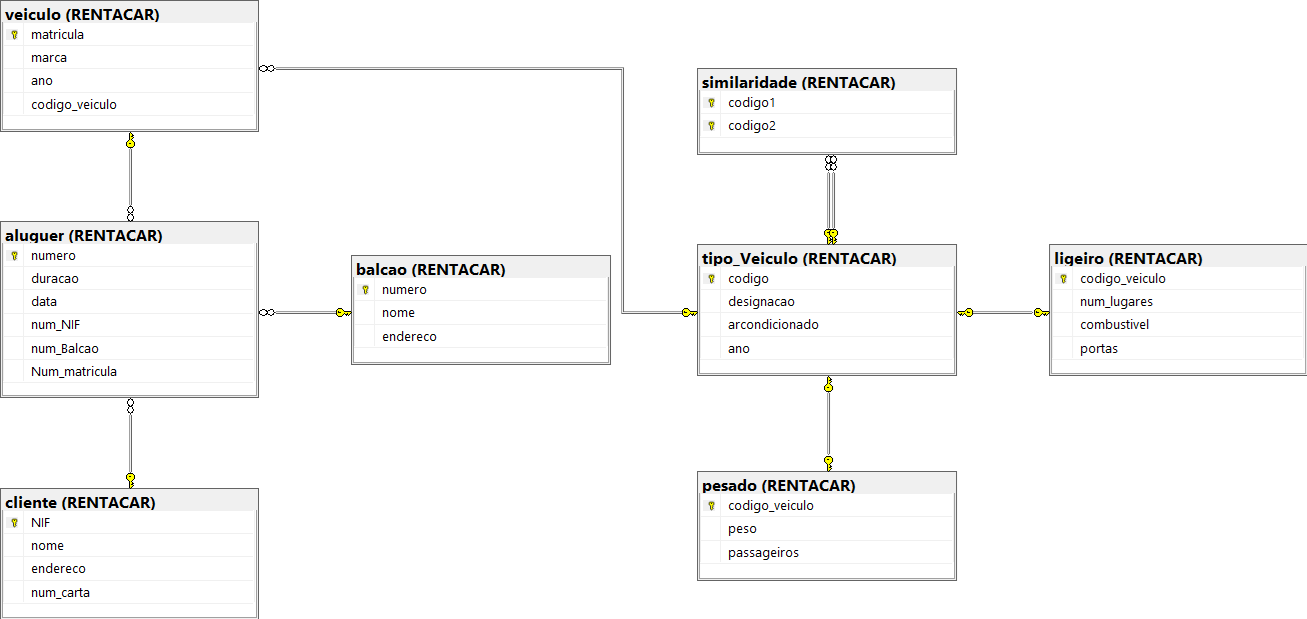 veiculo (RENTACAR)
matricula
marca
ano
codigo_veiculo
similaridade (RENTACAR)
codigo1
codigo2
aluguer (RENTACAR)
numero
duracao
data
num_NIF
num_Balcao
Num_matricula
balcao (RENTACAR)
numero
nome
endereco
tipo_Veiculo (RENTACAR)
codigo
designacao
arcondicionado
ano
ligeiro (RENTACAR)
codigo_veiculo
num_lugares
combustivel
portas
cliente (RENTACAR)
NIF
nome
endereco
num_carta
pesado (RENTACAR)
codigo_veiculo
peso
passageiros